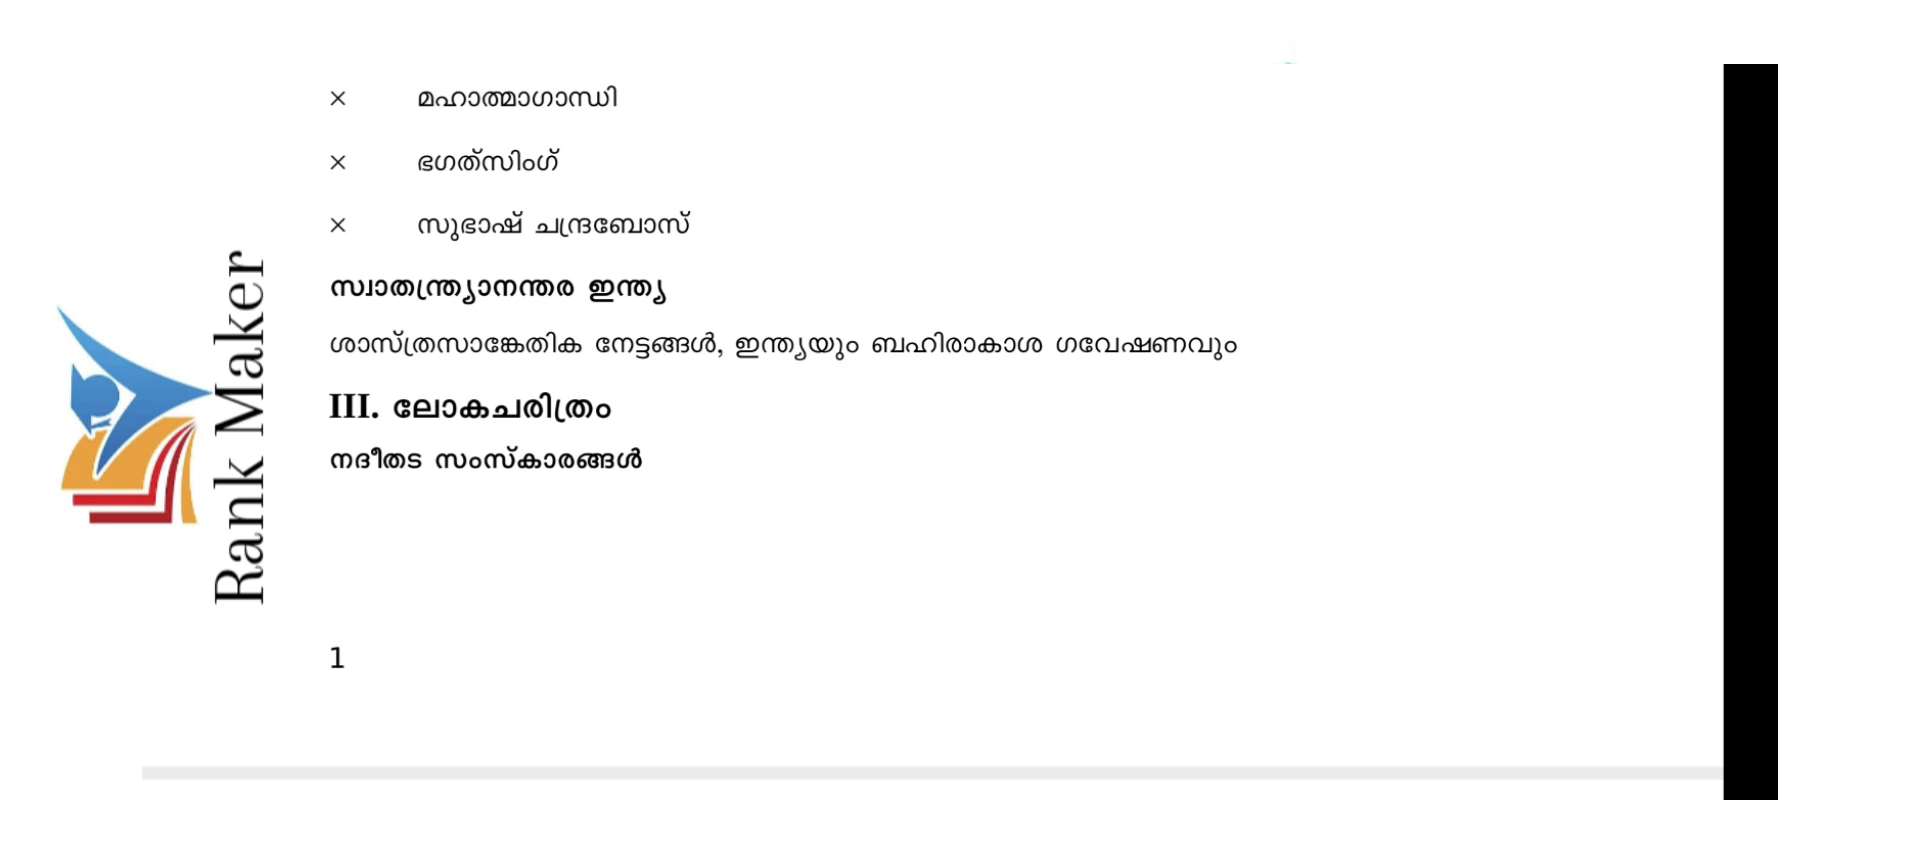 × മഹാത്മാഗാന്ധി
× ഭഗത്സിംഗ്
× സുഭാഷ് ചന്ദ്രബോസ്
സ്വാതന്ത്ര്യാനന്തര ഇന്ത്യ
ശാസ്ത്രസാങ്കേതിക നേട്ടങ്ങൾ, ഇന്ത്യയും ബഹിരാകാശ ഗവേഷണവും
III. ലോകചരിത്രം
നദീതട സംസ്കാരങ്ങൾ
Rank Maker
1